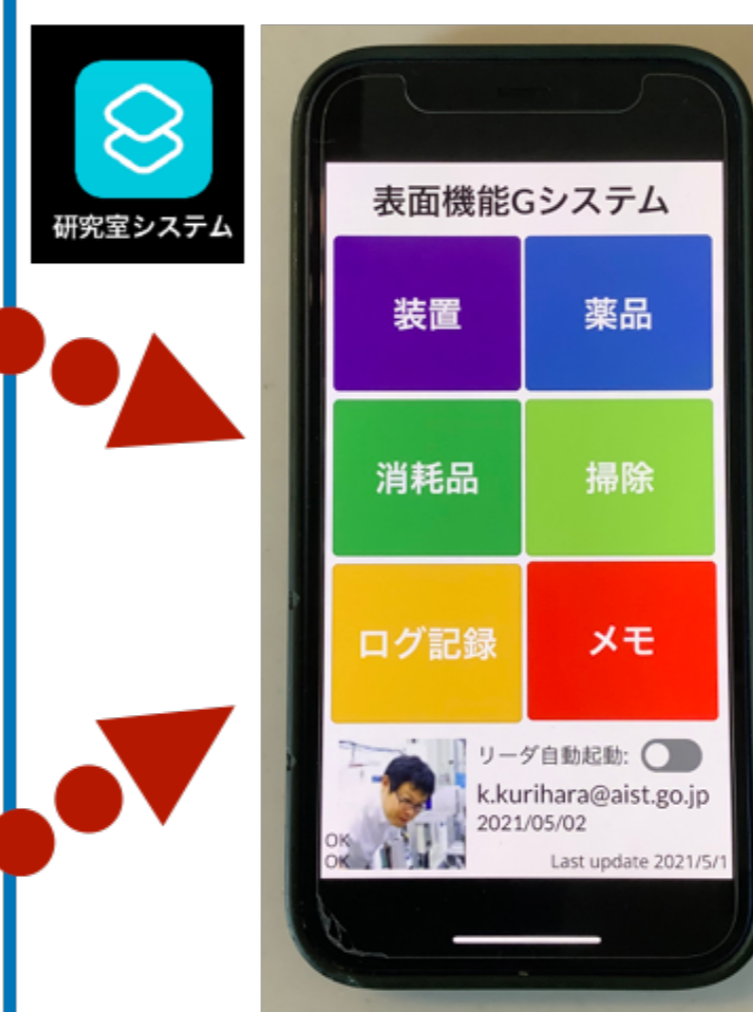 研究室システム
表面機能Gシステム
装置
薬品
消耗品
掃除
ログ記録
メモ
リーダ自動起動:
k.kurihara@aist.go.jp
2021/05/02
OK
OK
Last update 2021/5/1